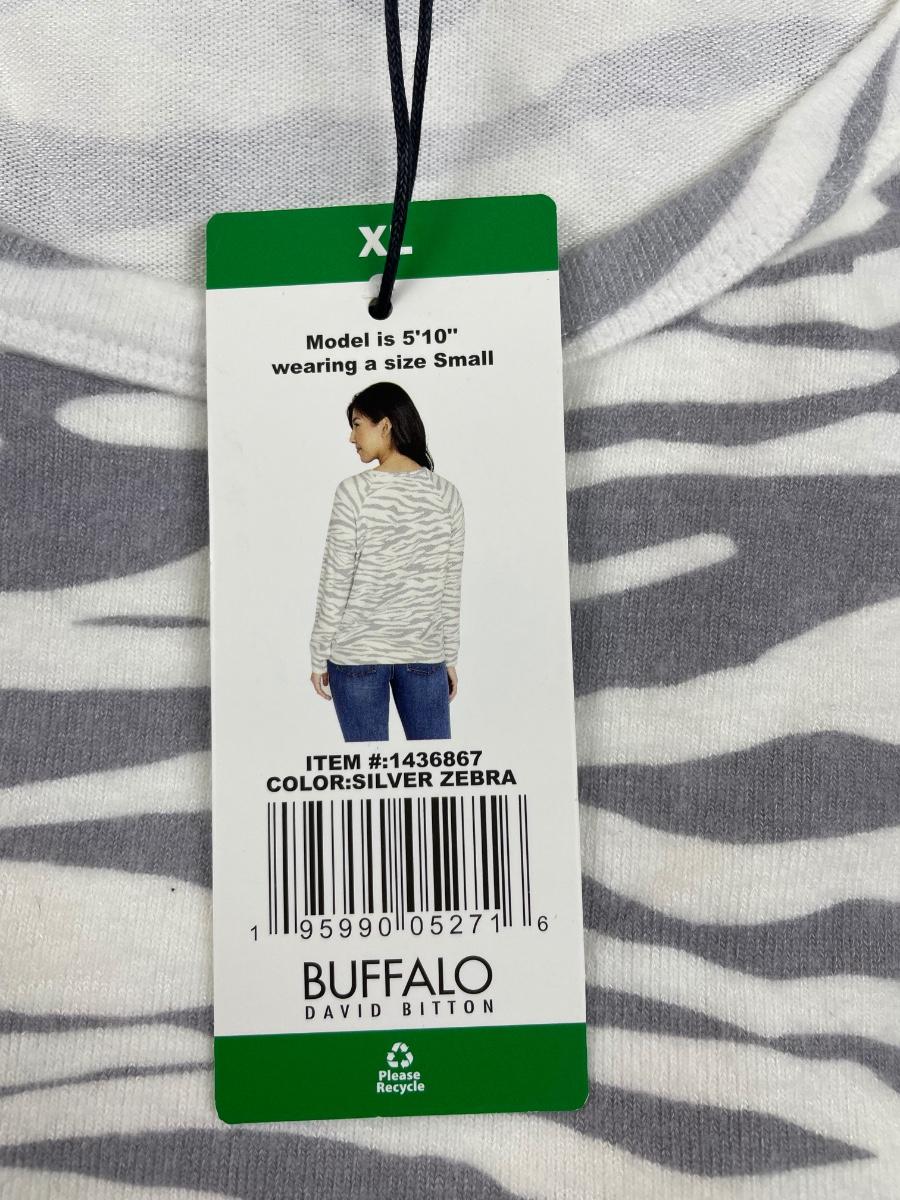 XL
Model is 5'10"
wearing a size Small
ITEM #:1436867
COLOR:SILVER ZEBRA
1 95990 05271 6
BUFFALO
DAVID BITTON
Please
Recycle